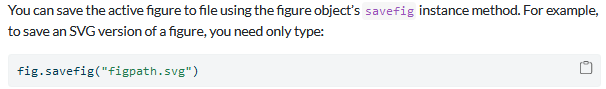 You can save the active figure to file using the figure object's savefig instance method. For example,
to save an SVG version of a figure, you need only type:
fig.savefig("figpath.svg")